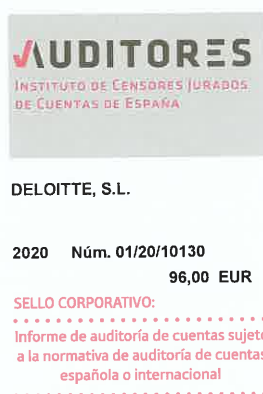 AUDITORES
INSTITUTO DE CENSORES JURADOS
DE CUENTAS DE ESPAÑA
DELOITTE, S.L.
2020 Núm. 01/20/10130
96,00 EUR
SELLO CORPORATIVO:
Informe de auditoría de cuentas sujeto
a la normativa de auditoría de cuentas
española o internacional